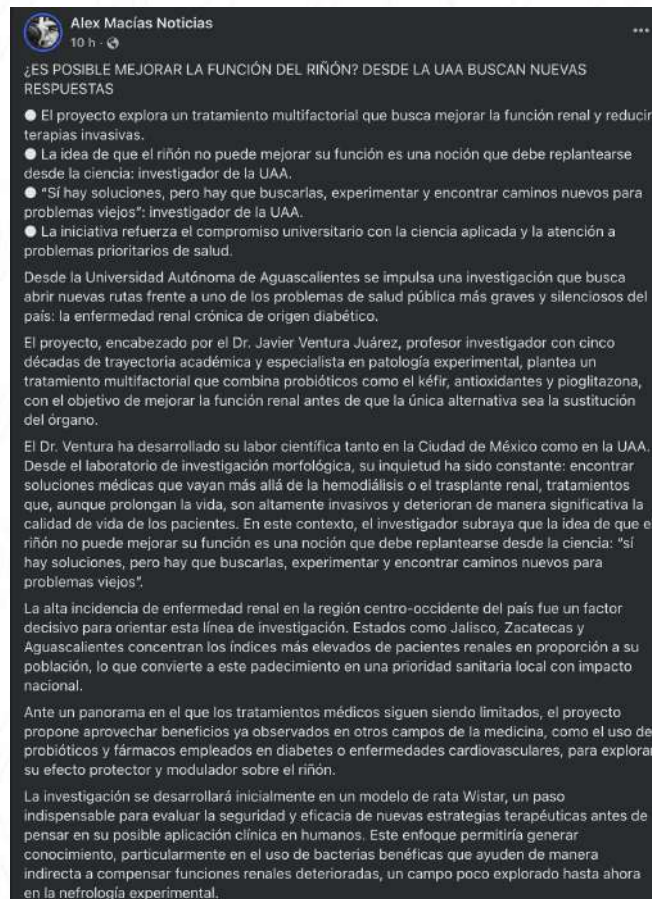 Alex Macías Noticias
10 h ·
¿ES POSIBLE MEJORAR LA FUNCIÓN DEL RIÑÓN? DESDE LA UAA BUSCAN NUEVAS
RESPUESTAS
● El proyecto explora un tratamiento multifactorial que busca mejorar la función renal y reducir
terapias invasivas.
● La idea de que el riñón no puede mejorar su función es una noción que debe replantearse
desde la ciencia: investigador de la UAA.
● “Sí hay soluciones, pero hay que buscarlas, experimentar y encontrar caminos nuevos para
problemas viejos”: investigador de la UAA.
● La iniciativa refuerza el compromiso universitario con la ciencia aplicada y la atención a
problemas prioritarios de salud.
Desde la Universidad Autónoma de Aguascalientes se impulsa una investigación que busca
abrir nuevas rutas frente a uno de los problemas de salud pública más graves y silenciosos del
país: la enfermedad renal crónica de origen diabético.
El proyecto, encabezado por el Dr. Javier Ventura Juárez, profesor investigador con cinco
décadas de trayectoria académica y especialista en patología experimental, plantea un
tratamiento multifactorial que combina probióticos como el kéfir, antioxidantes y pioglitazona,
con el objetivo de mejorar la función renal antes de que la única alternativa sea la sustitución
del órgano.
El Dr. Ventura ha desarrollado su labor científica tanto en la Ciudad de México como en la UAA.
Desde el laboratorio de investigación morfológica, su inquietud ha sido constante: encontrar
soluciones médicas que vayan más allá de la hemodiálisis o el trasplante renal, tratamientos
que, aunque prolongan la vida, son altamente invasivos y deterioran de manera significativa la
calidad de vida de los pacientes. En este contexto, el investigador subraya que la idea de que e
riñón no puede mejorar su función es una noción que debe replantearse desde la ciencia: “sí
hay soluciones, pero hay que buscarlas, experimentar y encontrar caminos nuevos para
problemas viejos”.
La alta incidencia de enfermedad renal en la región centro-occidente del país fue un factor
decisivo para orientar esta línea de investigación. Estados como Jalisco, Zacatecas y
Aguascalientes concentran los índices más elevados de pacientes renales en proporción a su
población, lo que convierte a este padecimiento en una prioridad sanitaria local con impacto
nacional.
Ante un panorama en el que los tratamientos médicos siguen siendo limitados, el proyecto
propone aprovechar beneficios ya observados en otros campos de la medicina, como el uso de
probióticos y fármacos empleados en diabetes o enfermedades cardiovasculares, para explorar
su efecto protector y modulador sobre el riñón.
La investigación se desarrollará inicialmente en un modelo de rata Wistar, un paso
indispensable para evaluar la seguridad y eficacia de nuevas estrategias terapéuticas antes de
pensar en su posible aplicación clínica en humanos. Este enfoque permitiría generar
conocimiento, particularmente en el uso de bacterias benéficas que ayuden de manera
indirecta a compensar funciones renales deterioradas, un campo poco explorado hasta ahora
en la nefrología experimental.